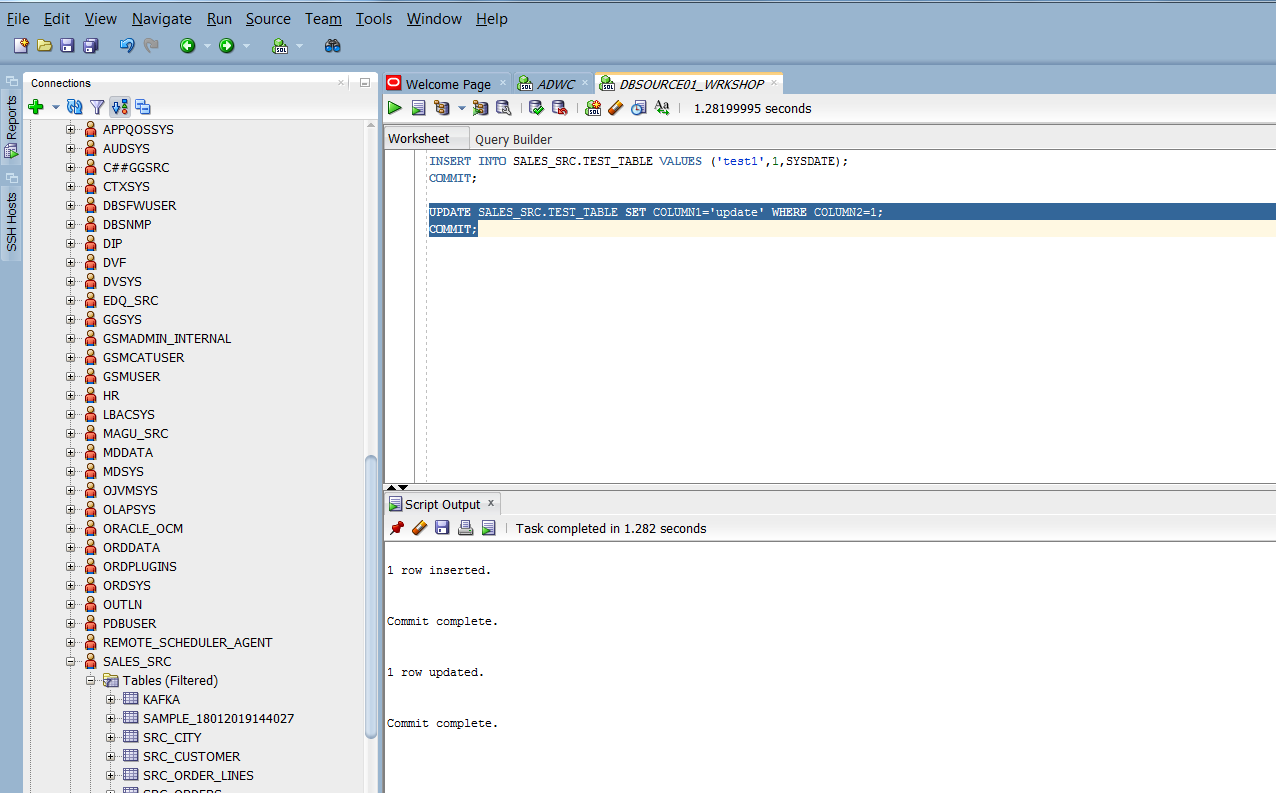 File Edit View Navigate Run Source Team Tools Window Help
Reports
SSH Hosts
Connections
APPQOSSYS
AUDSYS
C##GGSRC
CTXSYS
DBSFWUSER
DBSNMP
DIP
DVF
DVSYS
EDQ_SRC
GGSYS
GSMADMIN_INTERNAL
GSMCATUSER
GSMUSER
HR
LBACSYS
MAGU_SRC
MDDATA
MDSYS
OJVMSYS
OLAPSYS
ORACLE_OCM
ORDDATA
ORDPLUGINS
ORDSYS
OUTLN
PDBUSER
REMOTE_SCHEDULER_AGENT
SALES_SRC
Tables (Filtered)
KAFKA
SAMPLE_18012019144027
SRC_CITY
SRC_CUSTOMER
SRC_ORDER_LINES
SRC_ORDERS
Welcome Page ADWC DBSOURCE01_WRKSHOP
1.28199995 seconds
Worksheet Query Builder
INSERT INTO SALES_SRC.TEST_TABLE VALUES ('test1',1,SYSDATE);
COMMIT;
UPDATE SALES_SRC.TEST_TABLE SET COLUMN1='update' WHERE COLUMN2=1;
COMMIT;
Script Output
Task completed in 1.282 seconds
1 row inserted.
Commit complete.
1 row updated.
Commit complete.